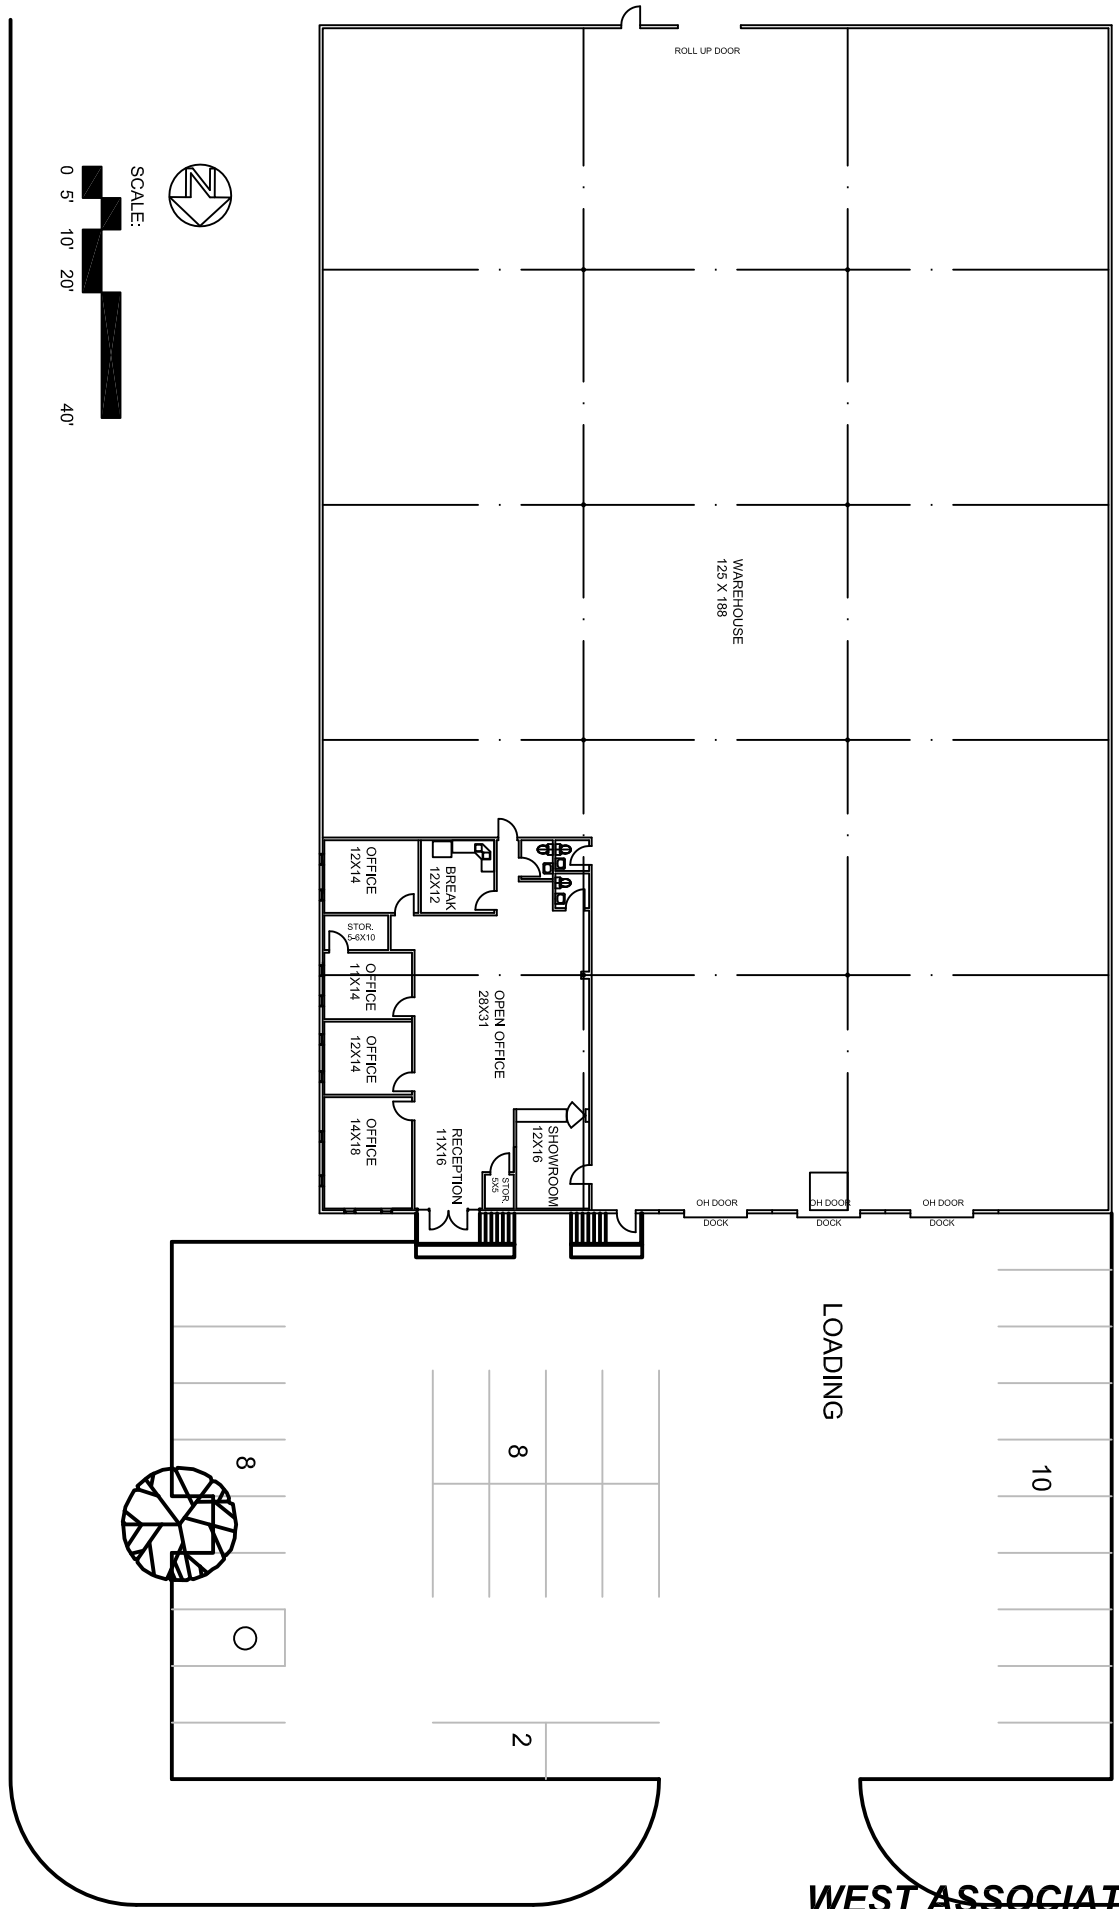 ROLL UP DOOR
N
SCALE:
0 5' 10' 20' 40'
WAREHOUSE
125 X 188
OFFICE
12X14
BREAK
12X12
STOR.
5-6X10
OFFICE
11X14
OPEN OFFICE
28X31
OFFICE
12X14
OFFICE
14X18
RECEPTION
11X16
STOR.
5X5
SHOWROOM
12X16
OH DOOR
OH DOOR
OH DOOR
DOCK
DOCK
DOCK
LOADING
8
8
10
2
WEST ASSOCIAT